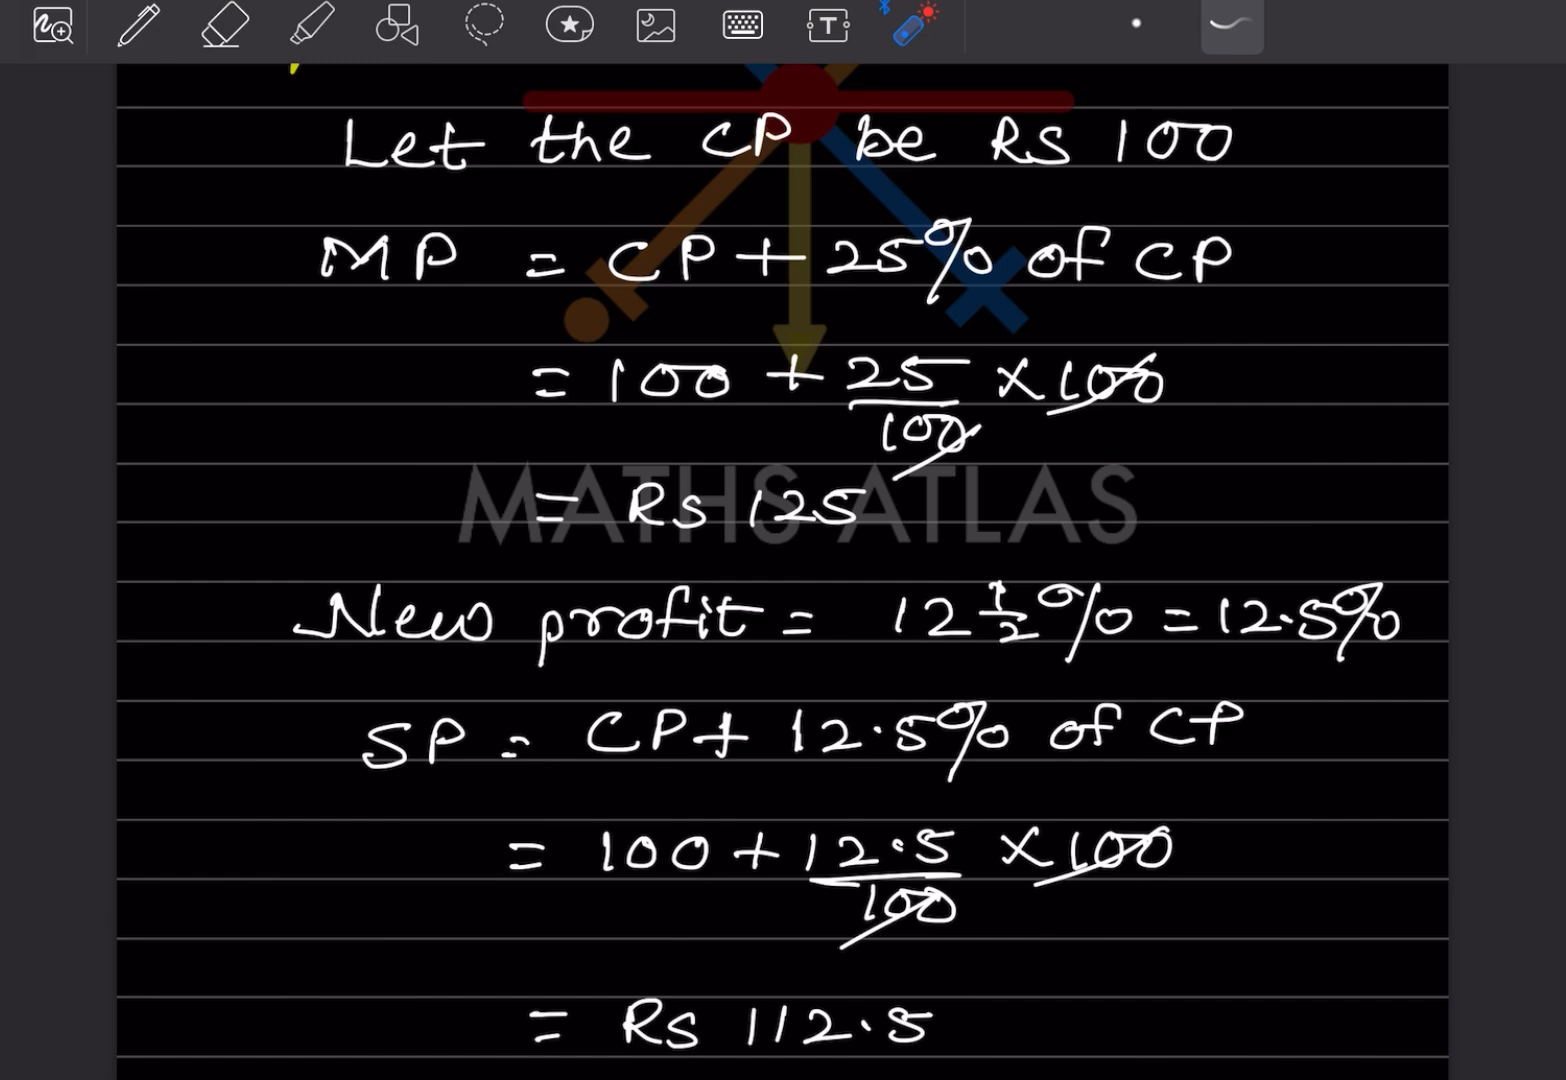 Let the CP be RS 100
MP = CP + 25% of CP
= 100 + 25/100 × 100
MATHS ATLAS
= Rs 125
New profit = 12 1/2 % = 12.5%
SP = CP + 12.5% of CP
= 100 + 12.5/100 × 100
= Rs 112.5